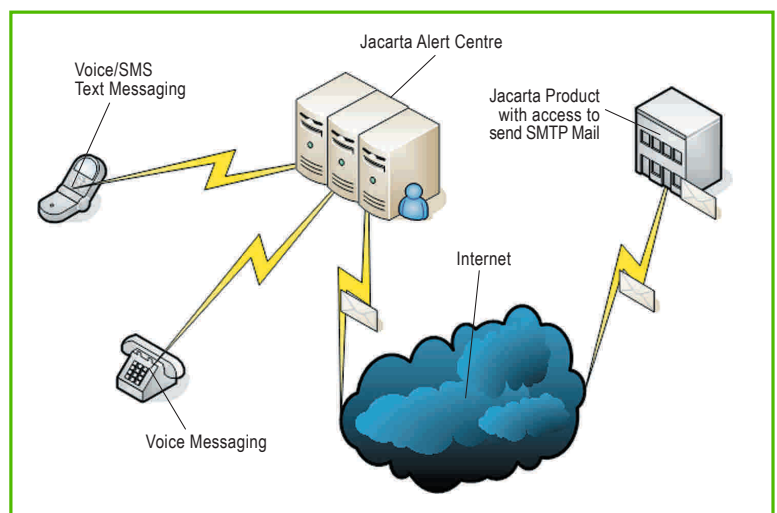 Jacarta Alert Centre
Voice/SMS
Text Messaging
Jacarta Product
with access to
send SMTP Mail
Internet
Voice Messaging